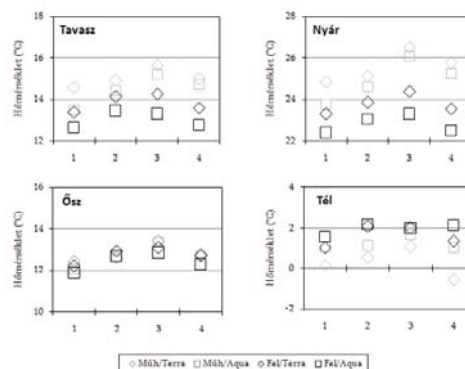 Tavasz
Hőmérséklet (°C)
16
14
12
1 2 3 4
Nyár
Hőmérséklet (°C)
28
26
24
22
1 2 3 4
Ősz
Hőmérséklet (°C)
16
14
12
10
1 2 3 4
Tél
Hőmérséklet (°C)
4
2
0
-2
1 2 3 4
Műh/Terra Műh/Aqua Fel/Terra Fel/Aqua